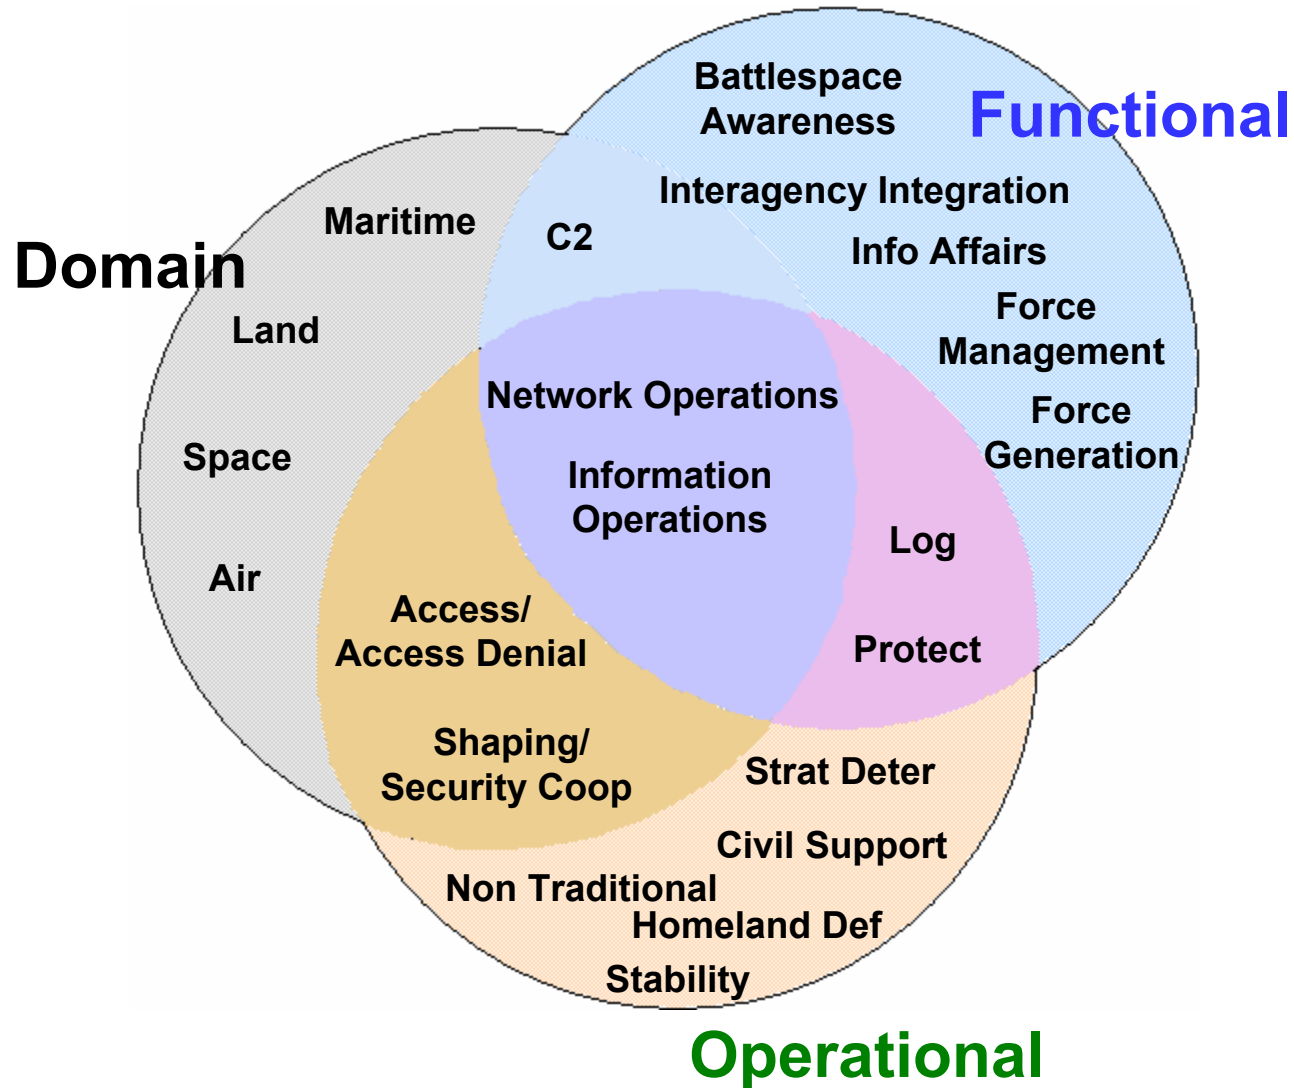 Battlespace
Awareness
Functional
Interagency Integration
Maritime
C2
Info Affairs
Domain
Land
Force
Management
Network Operations
Force
Generation
Space
Information
Operations
Log
Air
Access/
Access Denial
Protect
Shaping/
Security Coop
Strat Deter
Civil Support
Non Traditional
Homeland Def
Stability
Operational